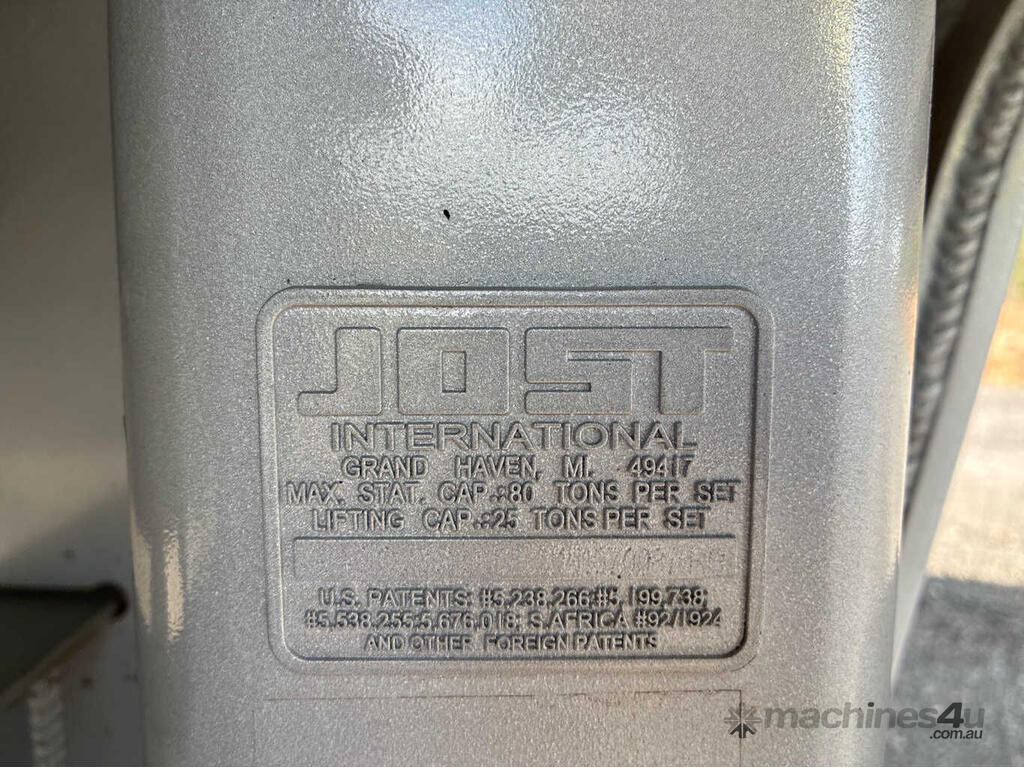 JOST
INTERNATIONAL
GRAND HAVEN, MI. 49417
MAX. STAT. CAP.:80 TONS PER SET
LIFTING CAP.:25 TONS PER SET
U.S. PATENTS: #5,238,266;#5,199,738;
#5,538,255;5,676,018; S.AFRICA #92/1924
AND OTHER FOREIGN PATENTS
machines4u
.com.au